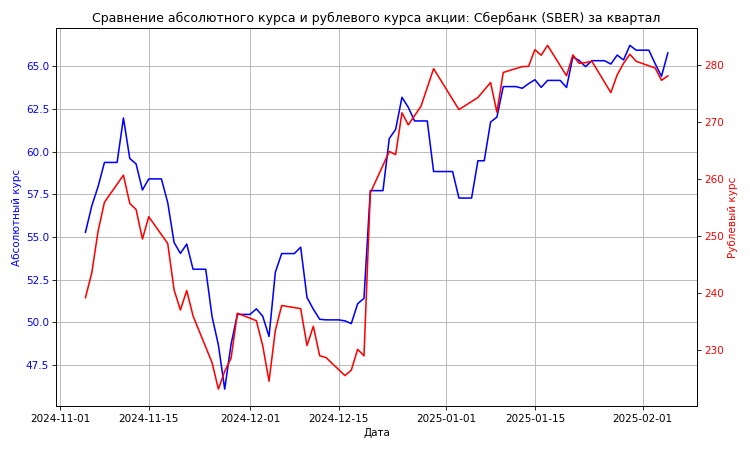 Сравнение абсолютного курса и рублевого курса акции: Сбербанк (SBER) за квартал
Абсолютный курс
65.0
62.5
60.0
57.5
55.0
52.5
50.0
47.5
280
270
260
250
240
230
Рублевый курс
2024-11-01 2024-11-15 2024-12-01 2024-12-15 2025-01-01 2025-01-15 2025-02-01
Дата